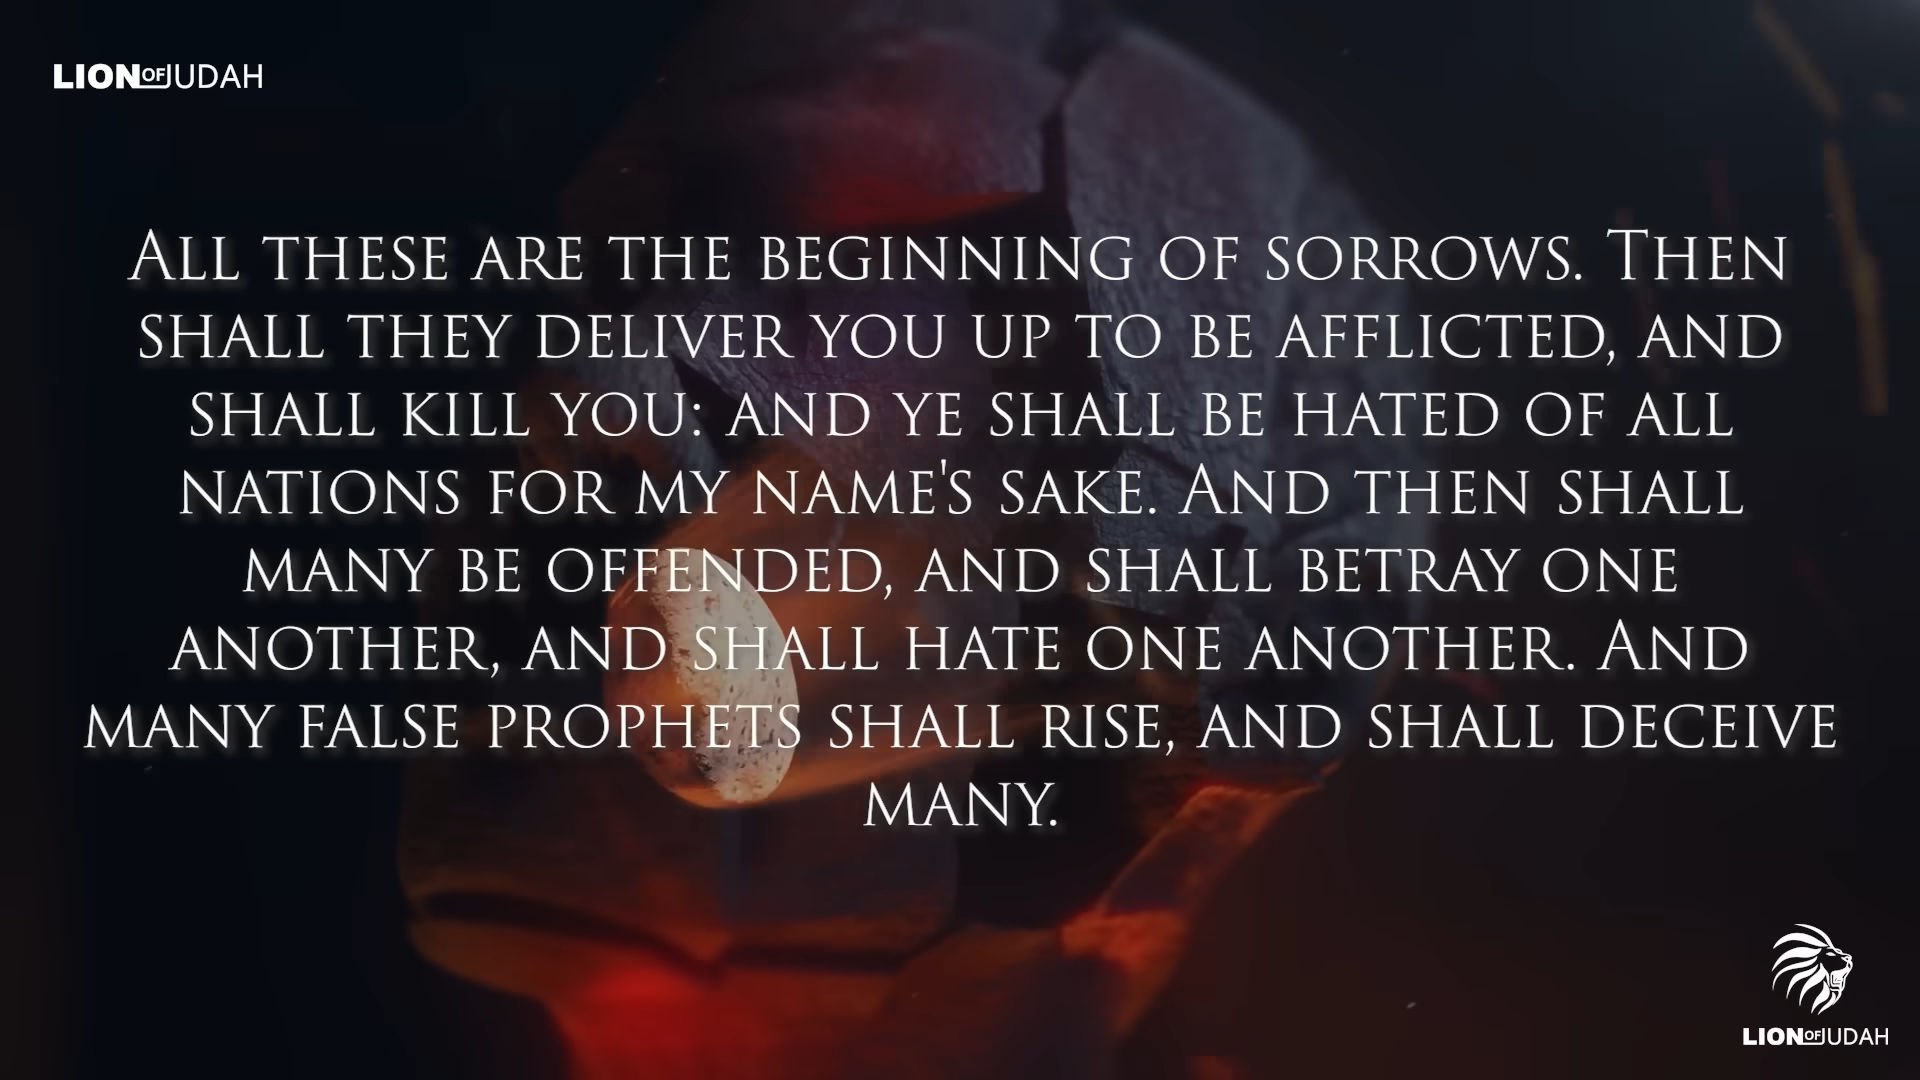 LIONOFJUDAH
All these are the beginning of sorrows. Then
shall they deliver you up to be afflicted, and
shall kill you: and ye shall be hated of all
nations for my name's sake. And then shall
many be offended, and shall betray one
another, and shall hate one another. And
many false prophets shall rise, and shall deceive
many.
LIONOFJUDAH